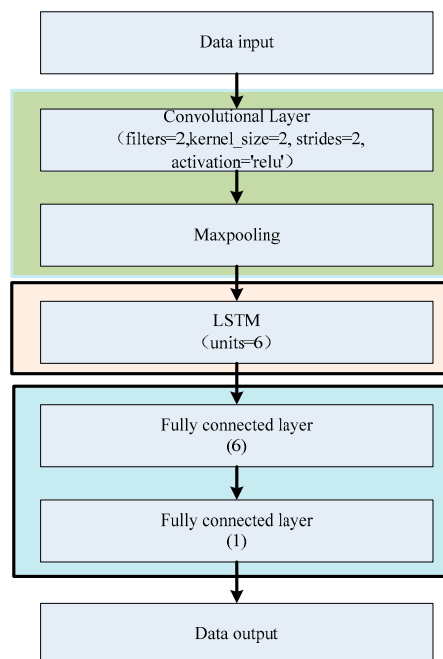 Data input
Convolutional Layer
（filters=2,kernel_size=2, strides=2,
activation='relu'）
Maxpooling
LSTM
（units=6）
Fully connected layer
(6)
Fully connected layer
(1)
Data output